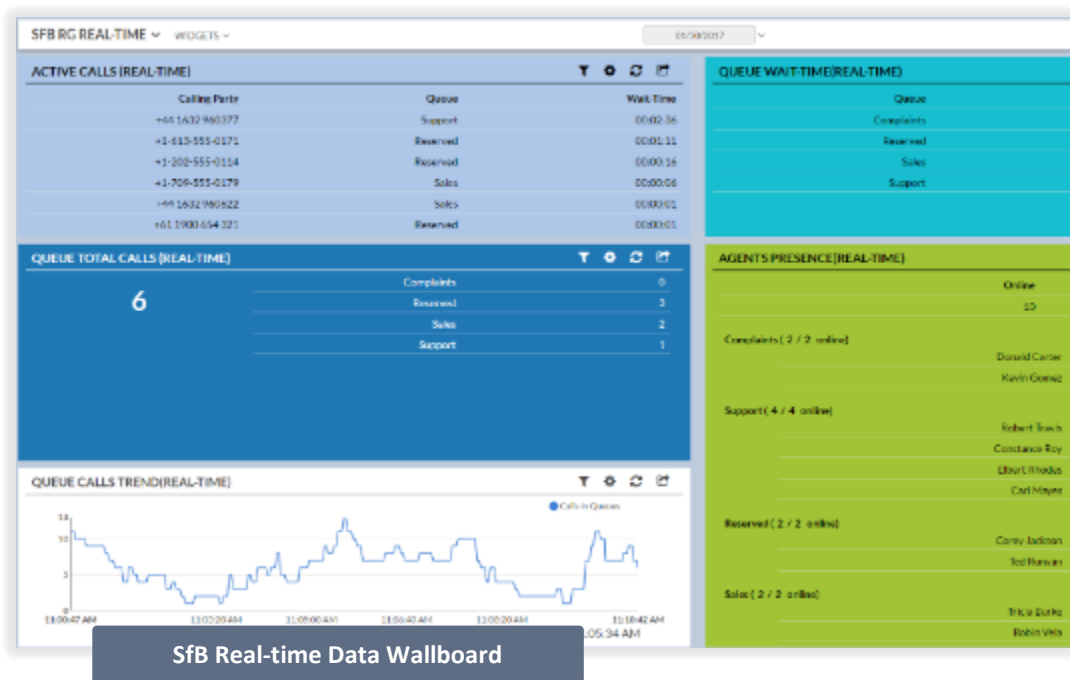 SFB RG REAL-TIME WIDGETS 01/30/2017
ACTIVE CALLS (REAL-TIME)
Calling Party Queue Wait-Time
+44 1632 960377 Support 00:02:36
+1-613-555-0171 Reserved 00:01:11
+1-202-555-0114 Reserved 00:00:16
+1-709-555-0179 Sales 00:00:06
+44 1632 960622 Sales 00:00:01
+61 1900 654 321 Reserved 00:00:01
QUEUE WAIT-TIME(REAL-TIME)
Queue
Complaints
Reserved
Sales
Support
QUEUE TOTAL CALLS (REAL-TIME)
6
Complaints 0
Reserved 3
Sales 2
Support 1
AGENTS PRESENCE(REAL-TIME)
Online
10
Complaints ( 2 / 2 online)
Donald Carter
Kevin Gomez
Support ( 4 / 4 online)
Robert Travis
Constance Roy
Elbert Rhodes
Carl Mayes
Reserved ( 2 / 2 online)
Corey Jackson
Ted Runyan
Sales ( 2 / 2 online)
Tricia Burke
Robin Vela
QUEUE CALLS TREND(REAL-TIME)
Calls in Queues
10
5
0
11:00:47 AM 11:03:20 AM 11:05:00 AM 11:06:40 AM 11:08:20 AM 11:10:42 AM
:05:34 AM
SfB Real-time Data Wallboard